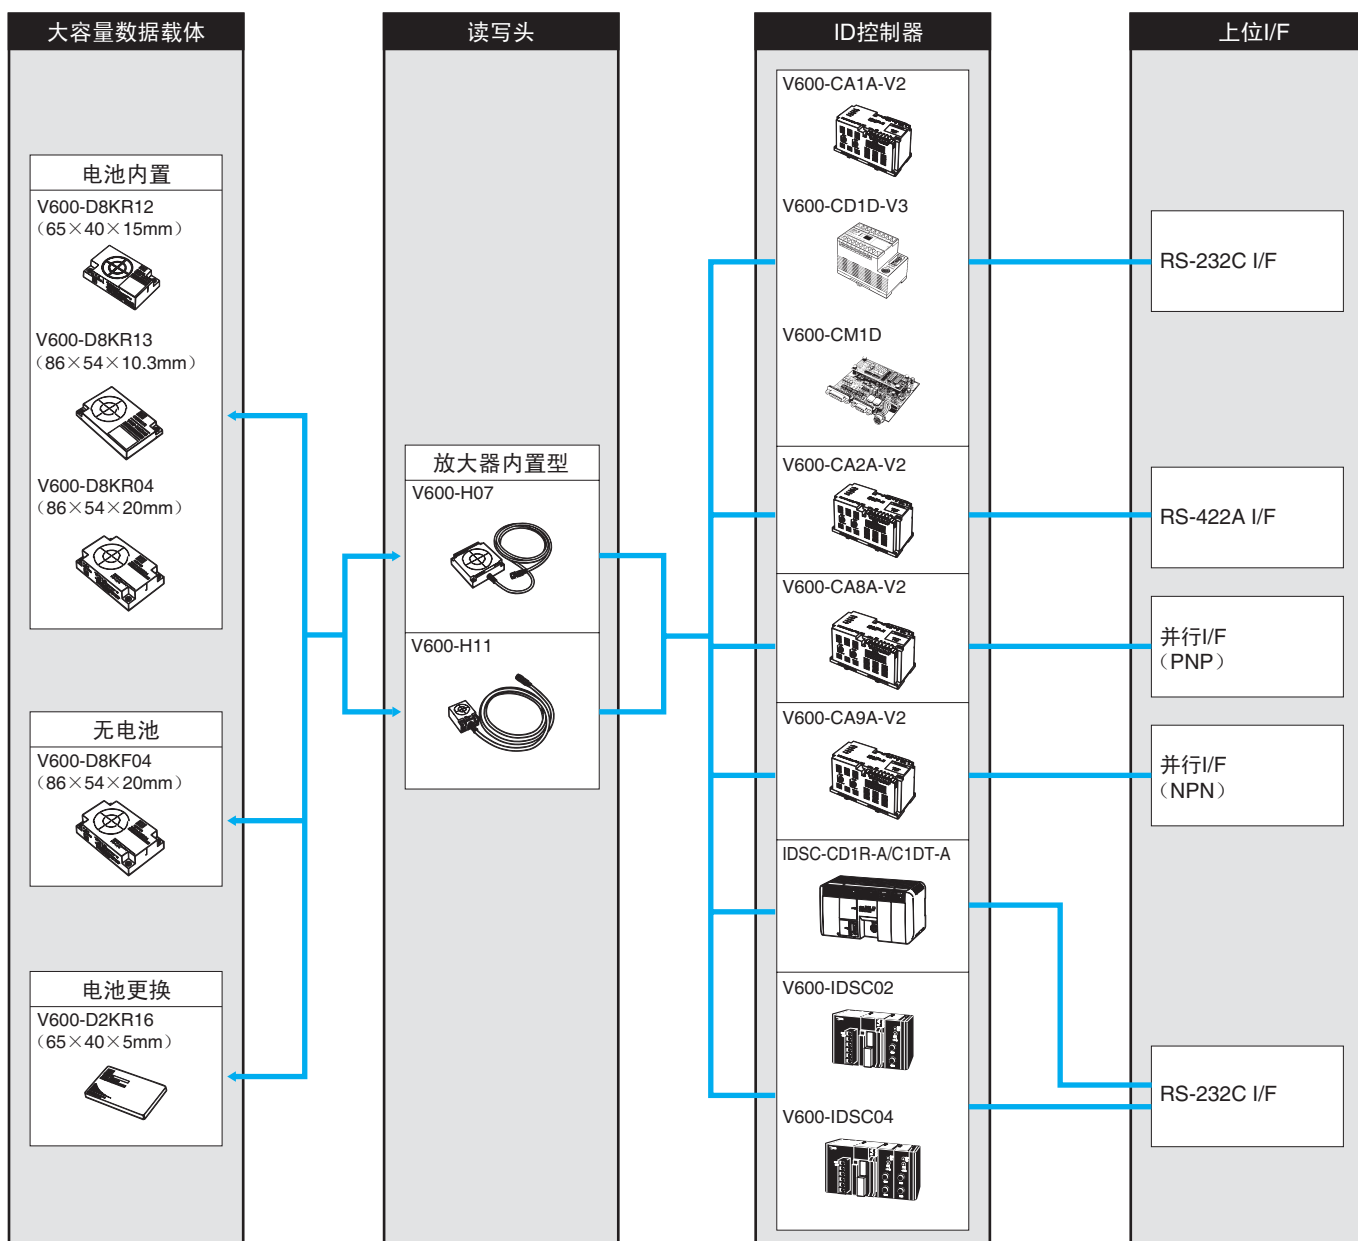 大容量数据载体
电池内置
V600-D8KR12
（65×40×15mm）
V600-D8KR13
（86×54×10.3mm）
V600-D8KR04
（86×54×20mm）
无电池
V600-D8KF04
（86×54×20mm）
电池更换
V600-D2KR16
（65×40×5mm）
读写头
放大器内置型
V600-H07
V600-H11
ID控制器
V600-CA1A-V2
V600-CD1D-V3
V600-CM1D
V600-CA2A-V2
V600-CA8A-V2
V600-CA9A-V2
IDSC-CD1R-A/C1DT-A
V600-IDSC02
V600-IDSC04
上位I/F
RS-232C I/F
RS-422A I/F
并行I/F
（PNP）
并行I/F
（NPN）
RS-232C I/F